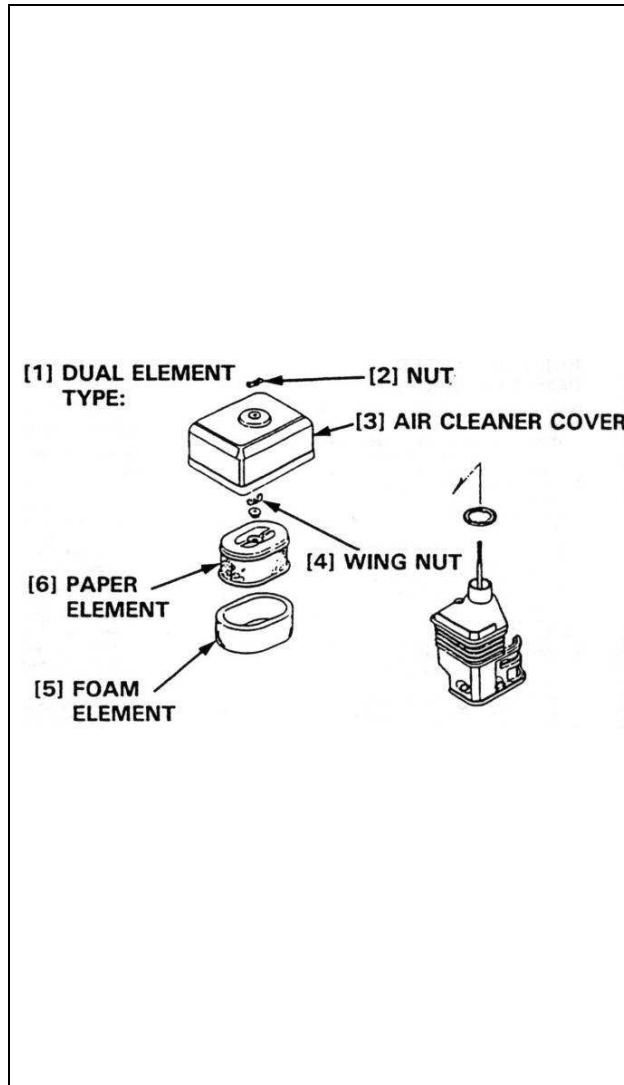 [1] DUAL ELEMENT
TYPE:
[2] NUT
[3] AIR CLEANER COVER
[4] WING NUT
[6] PAPER
ELEMENT
[5] FOAM
ELEMENT